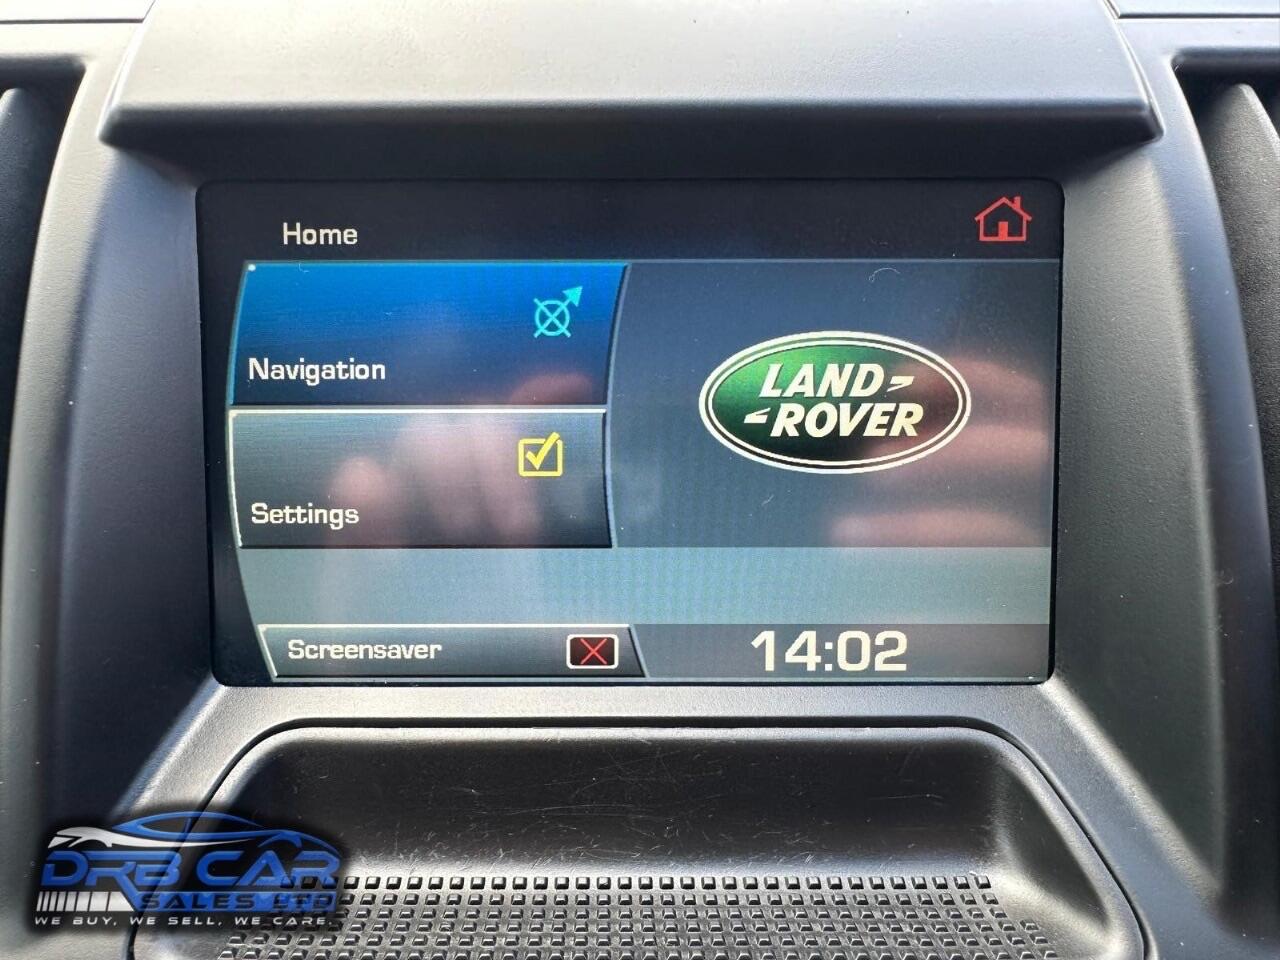 Home
Navigation
LAND
ROVER
Settings
Screensaver
14:02
DRB CAR
SALES LTD
WE BUY, WE SELL, WE CARE.